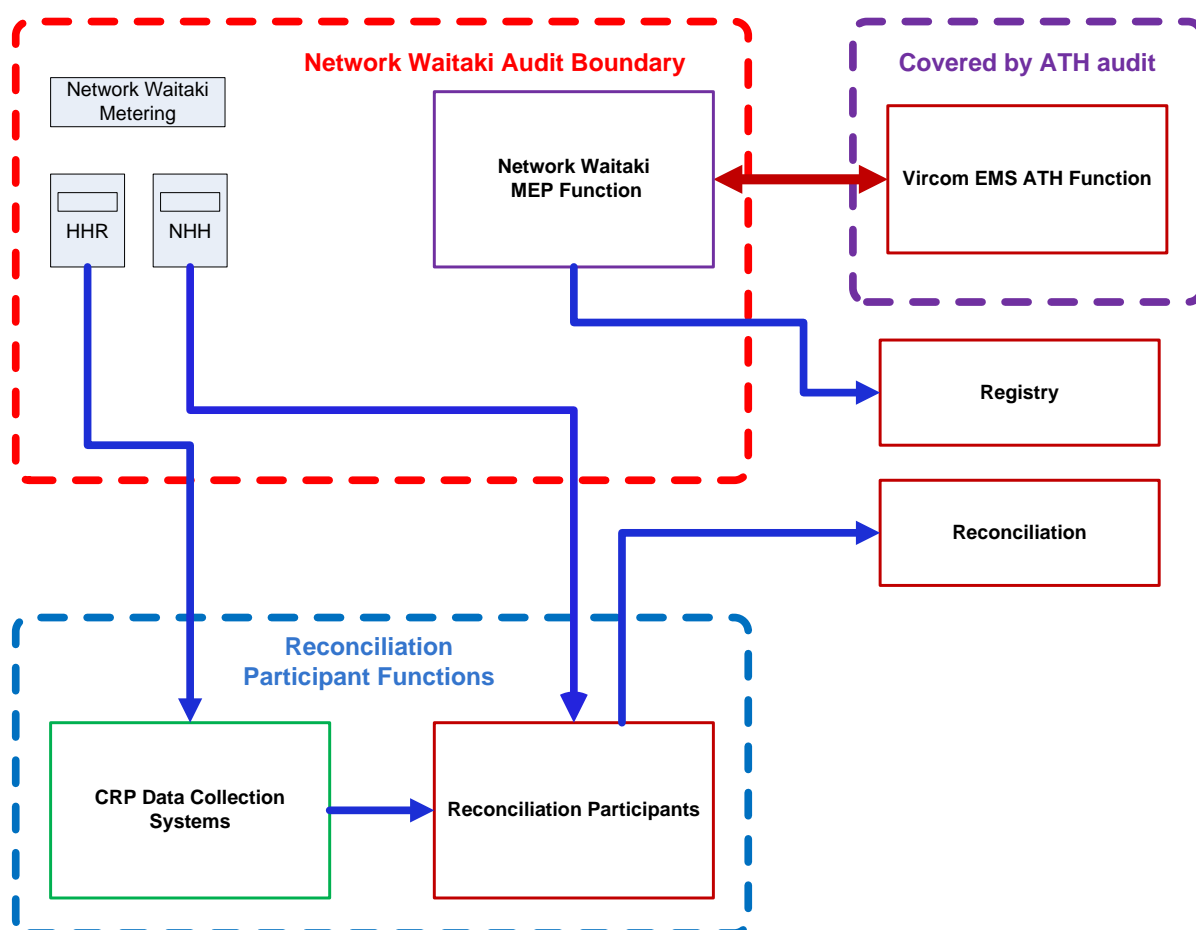 Network Waitaki Audit Boundary
Covered by ATH audit
Network Waitaki
Metering
HHR
NHH
Network Waitaki
MEP Function
Vircom EMS ATH Function
Registry
Reconciliation
Reconciliation
Participant Functions
CRP Data Collection
Systems
Reconciliation Participants